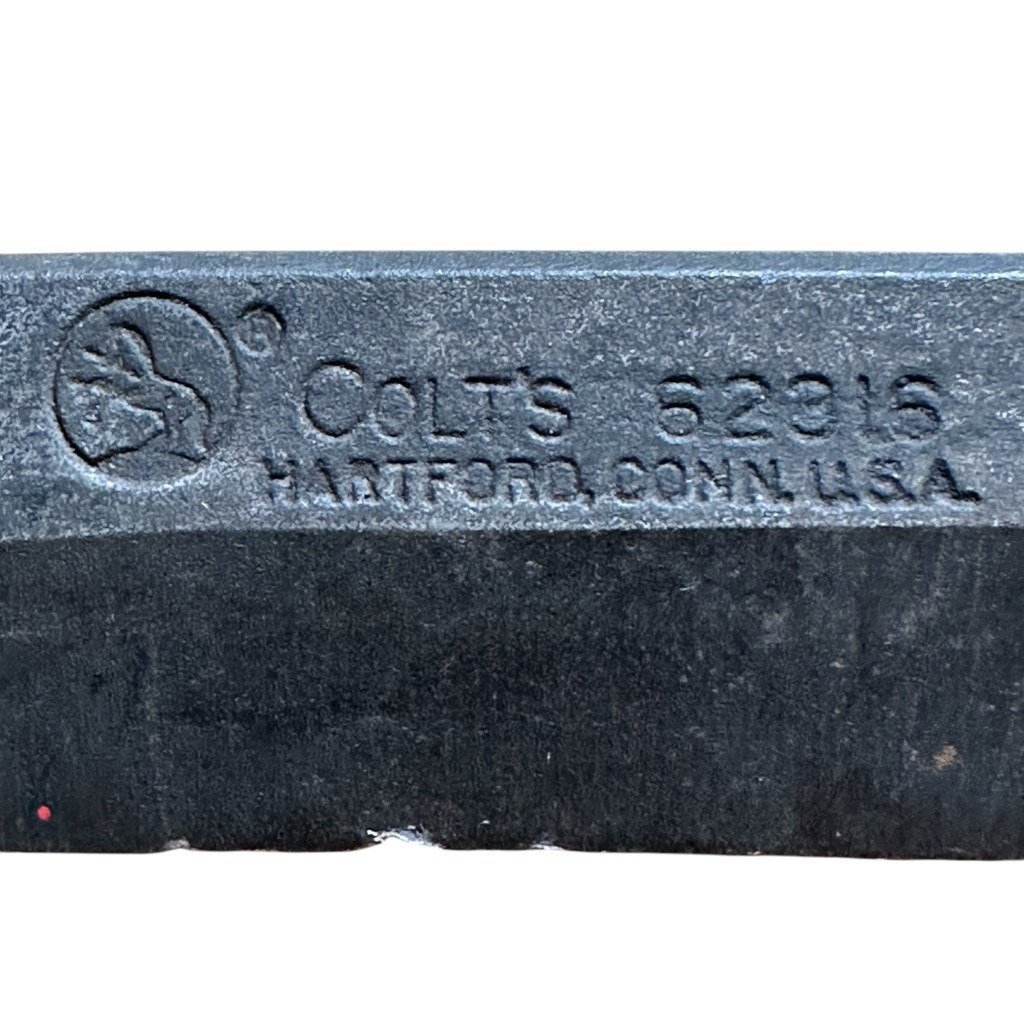 ®
COLT'S 62316
HARTFORD, CONN. U.S.A.